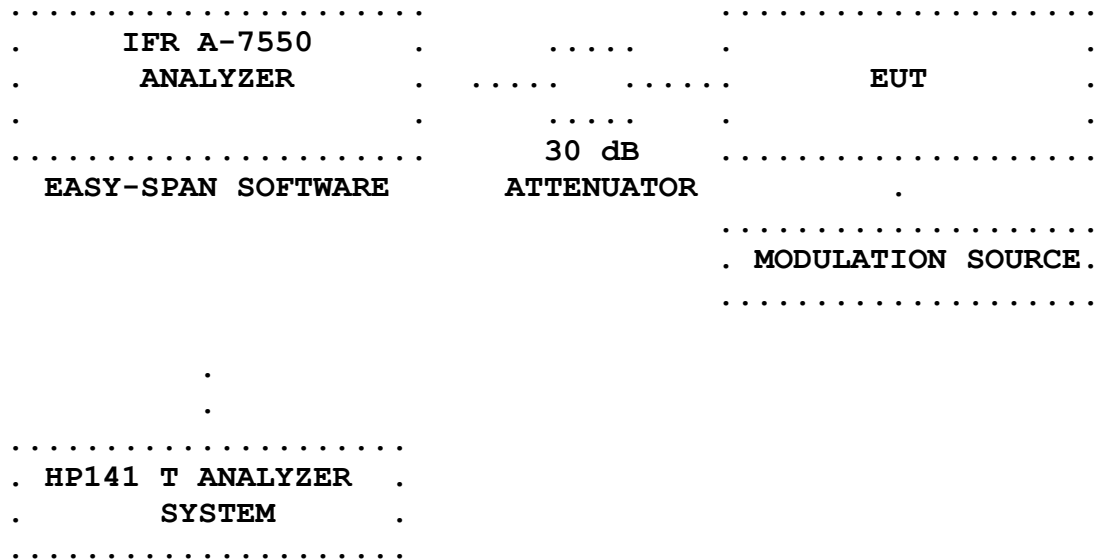 IFR A-7550
ANALYZER
EUT
30 dB
EASY-SPAN SOFTWARE
ATTENUATOR
MODULATION SOURCE
HP141 T ANALYZER
SYSTEM